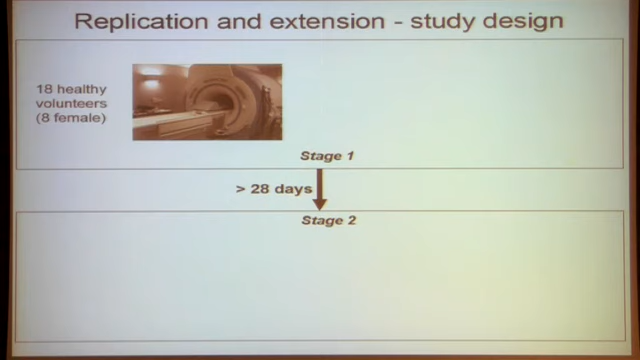 Replication and extension - study design
18 healthy
volunteers
(8 female)
Stage 1
> 28 days
Stage 2